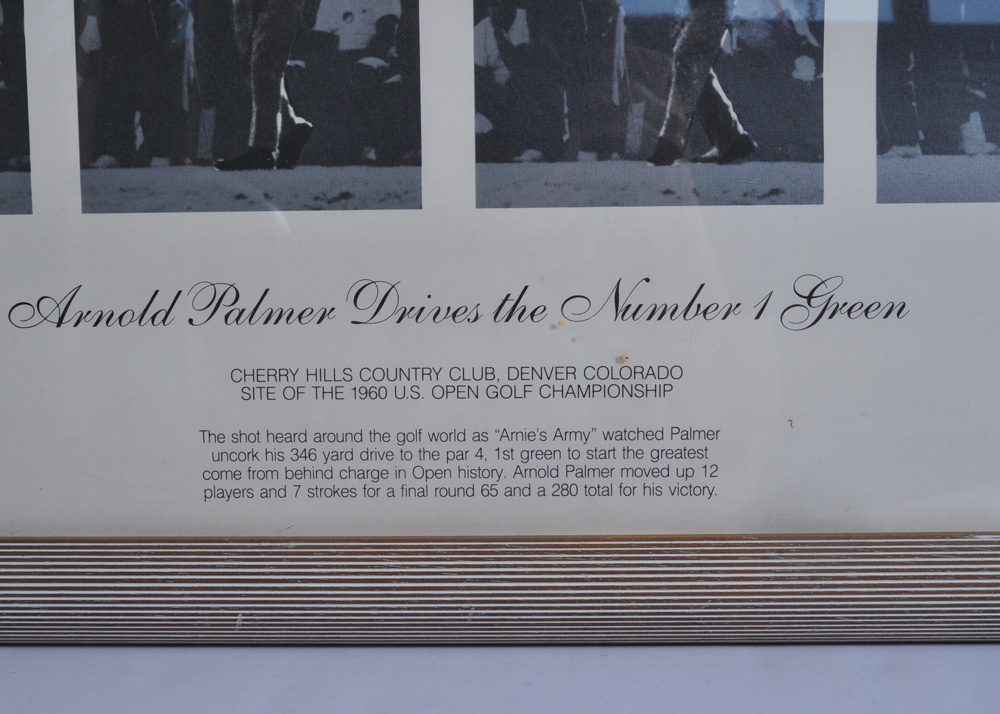 Arnold Palmer Drives the Number 1 Green
CHERRY HILLS COUNTRY CLUB, DENVER COLORADO
SITE OF THE 1960 U.S. OPEN GOLF CHAMPIONSHIP
The shot heard around the golf world as “Arnie's Army” watched Palmer
uncork his 346 yard drive to the par 4, 1st green to start the greatest
come from behind charge in Open history. Arnold Palmer moved up 12
players and 7 strokes for a final round 65 and a 280 total for his victory.